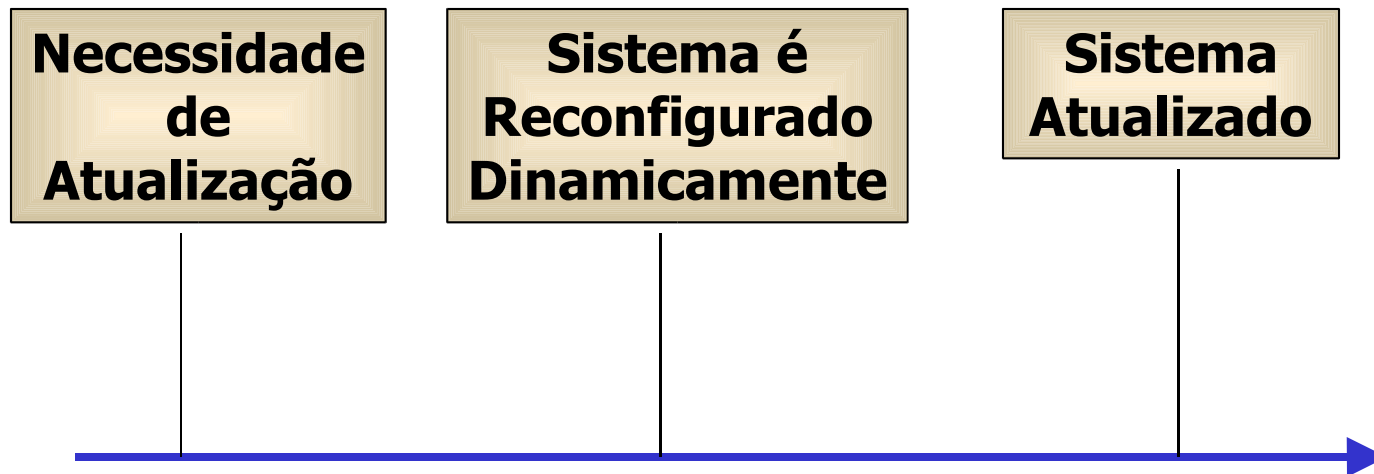 Necessidade
de
Atualização
Sistema é
Reconfigurado
Dinamicamente
Sistema
Atualizado